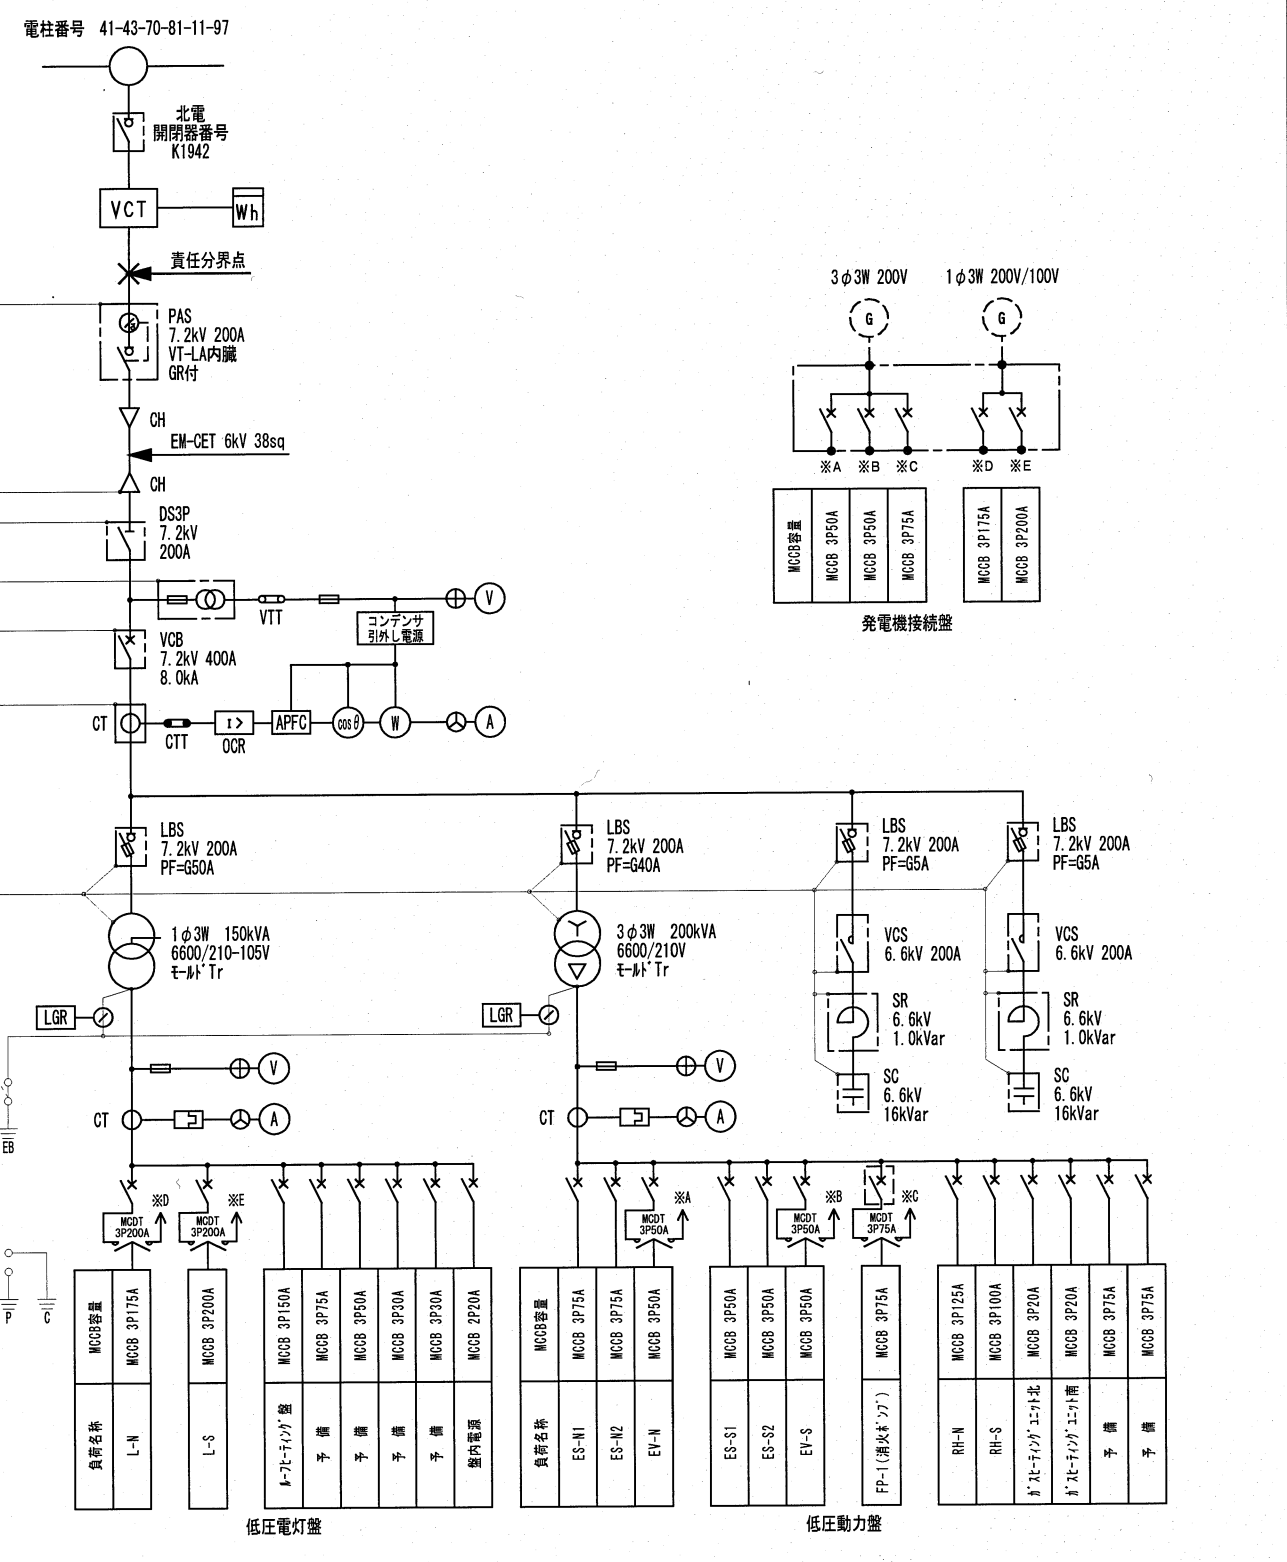 電柱番号 41-43-70-81-11-97
北電
開閉器番号
K1942
VCT
Wh
責任分界点
PAS
7.2kV 200A
VT-LA内臓
GR付
CH
EM-CET 6kV 38sq
CH
DS3P
7.2kV
200A
VTT
V
コンデンサ
引外し電源
VCB
7.2kV 400A
8.0kA
CT
CTT
I>
OCR
APFC
cosθ
W
A
3φ3W 200V
1φ3W 200V/100V
G
G
※A
※B
※C
※D
※E
MCCB容量
MCCB 3P50A
MCCB 3P50A
MCCB 3P75A
MCCB 3P175A
MCCB 3P200A
発電機接続盤
LBS
7.2kV 200A
PF=G50A
LBS
7.2kV 200A
PF=G40A
LBS
7.2kV 200A
PF=G5A
LBS
7.2kV 200A
PF=G5A
1φ3W 150kVA
6600/210-105V
ﾓｰﾙﾄﾞTr
3φ3W 200kVA
6600/210V
ﾓｰﾙﾄﾞTr
VCS
6.6kV 200A
VCS
6.6kV 200A
SR
6.6kV
1.0kVar
SR
6.6kV
1.0kVar
SC
6.6kV
16kVar
SC
6.6kV
16kVar
LGR
LGR
V
V
CT
A
CT
A
EB
P
C
MCDT
3P200A
※D
MCDT
3P200A
※E
MCDT
3P50A
※A
MCDT
3P50A
※B
MCDT
3P75A
※C
MCCB容量
MCCB 3P175A
MCCB 3P200A
MCCB 3P150A
MCCB 3P75A
MCCB 3P50A
MCCB 3P30A
MCCB 3P30A
MCCB 2P20A
負荷名称
L-N
L-S
ﾙｰﾌﾋｰﾃｨﾝｸﾞ盤
予 備
予 備
予 備
予 備
盤内電源
低圧電灯盤
MCCB容量
MCCB 3P75A
MCCB 3P75A
MCCB 3P50A
MCCB 3P50A
MCCB 3P50A
MCCB 3P50A
MCCB 3P75A
MCCB 3P125A
MCCB 3P100A
MCCB 3P20A
MCCB 3P20A
MCCB 3P75A
MCCB 3P75A
負荷名称
ES-N1
ES-N2
EV-N
ES-S1
ES-S2
EV-S
FP-1(消火ﾎﾟﾝﾌﾟ)
RH-N
RH-S
ｶﾞｽﾋｰﾃｨﾝｸﾞﾕﾆｯﾄ北
ｶﾞｽﾋｰﾃｨﾝｸﾞﾕﾆｯﾄ南
予 備
予 備
低圧動力盤